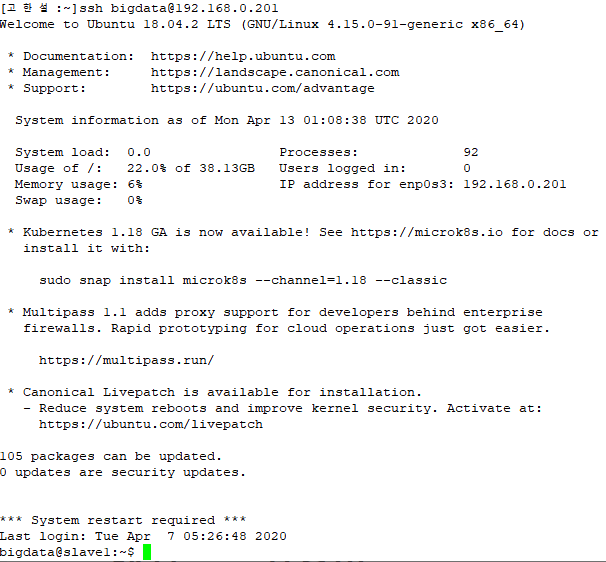 [고 한 설 :~]ssh bigdata@192.168.0.201
Welcome to Ubuntu 18.04.2 LTS (GNU/Linux 4.15.0-91-generic x86_64)
 * Documentation:  https://help.ubuntu.com
 * Management:     https://landscape.canonical.com
 * Support:        https://ubuntu.com/advantage
  System information as of Mon Apr 13 01:08:38 UTC 2020
  System load:  0.0                Processes:             92
  Usage of /:   22.0% of 38.13GB   Users logged in:       0
  Memory usage: 6%                 IP address for enp0s3: 192.168.0.201
  Swap usage:   0%
 * Kubernetes 1.18 GA is now available! See https://microk8s.io for docs or
   install it with:
     sudo snap install microk8s --channel=1.18 --classic
 * Multipass 1.1 adds proxy support for developers behind enterprise
   firewalls. Rapid prototyping for cloud operations just got easier.
     https://multipass.run/
 * Canonical Livepatch is available for installation.
   - Reduce system reboots and improve kernel security. Activate at:
     https://ubuntu.com/livepatch
105 packages can be updated.
0 updates are security updates.
*** System restart required ***
Last login: Tue Apr  7 05:26:48 2020
bigdata@slave1:~$